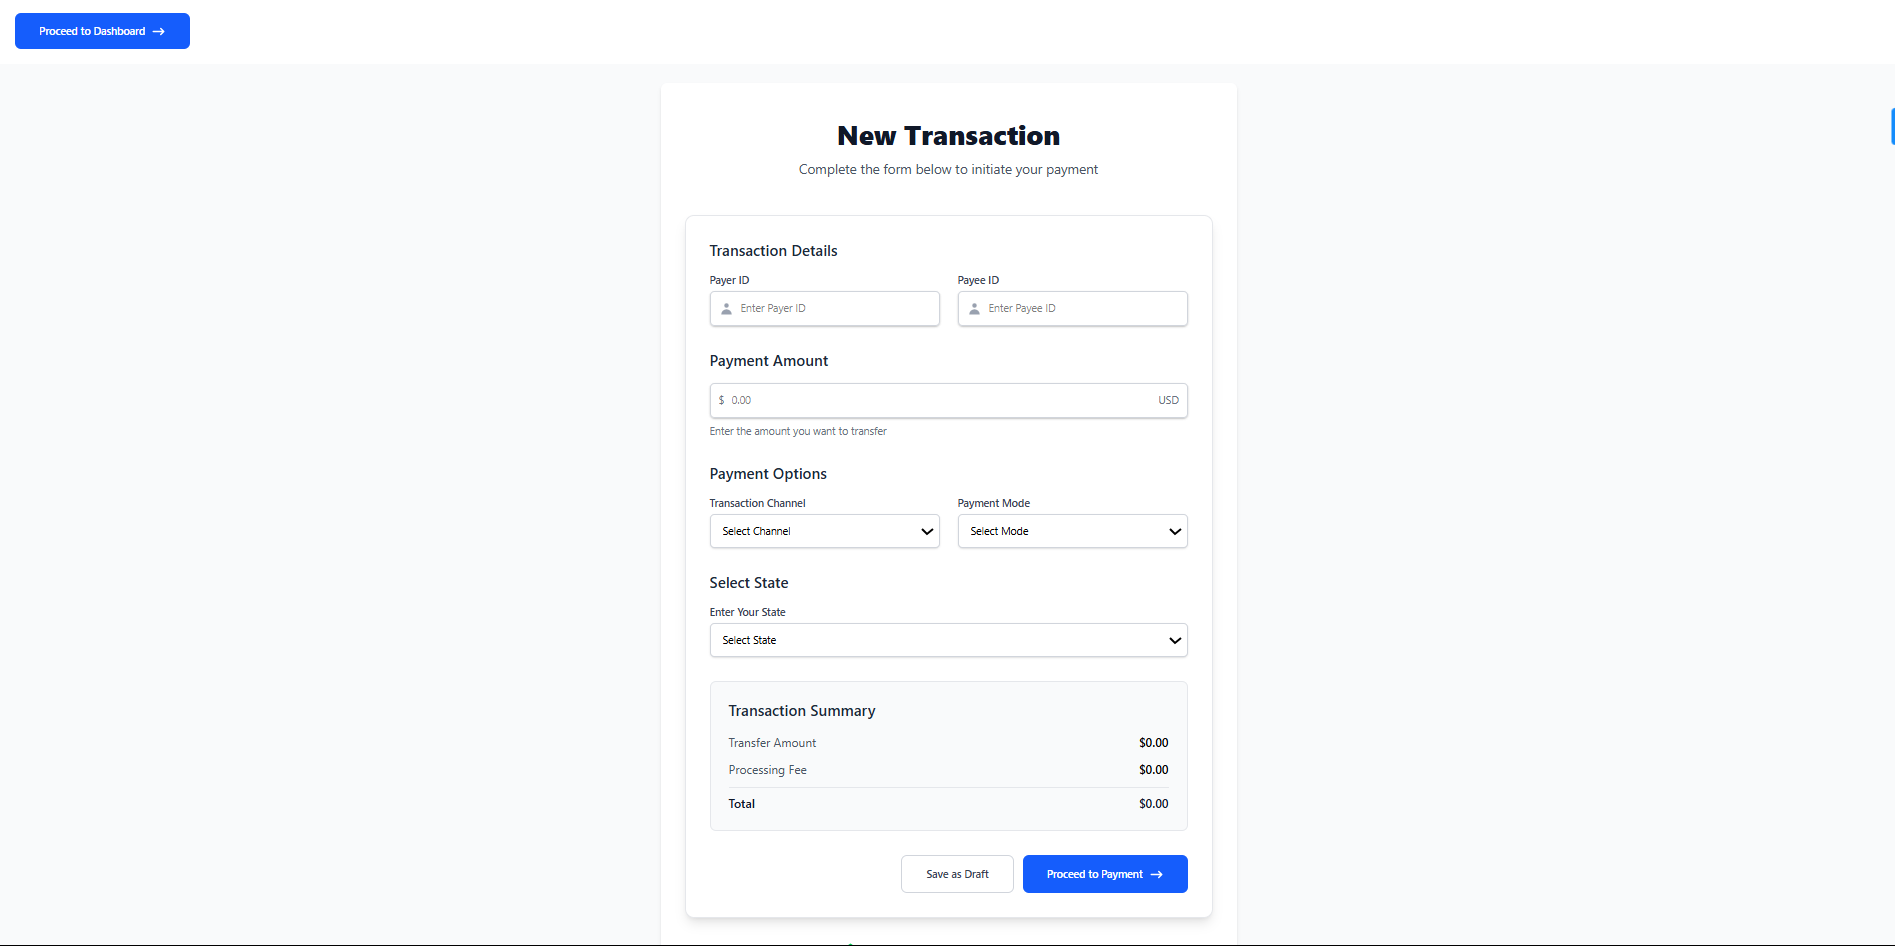 Proceed to Dashboard →
New Transaction
Complete the form below to initiate your payment
Transaction Details
Payer ID
Payee ID
Enter Payer ID
Enter Payee ID
Payment Amount
$ 0.00 USD
Enter the amount you want to transfer
Payment Options
Transaction Channel
Payment Mode
Select Channel
Select Mode
Select State
Enter Your State
Select State
Transaction Summary
Transfer Amount $0.00
Processing Fee $0.00
Total $0.00
Save as Draft
Proceed to Payment →